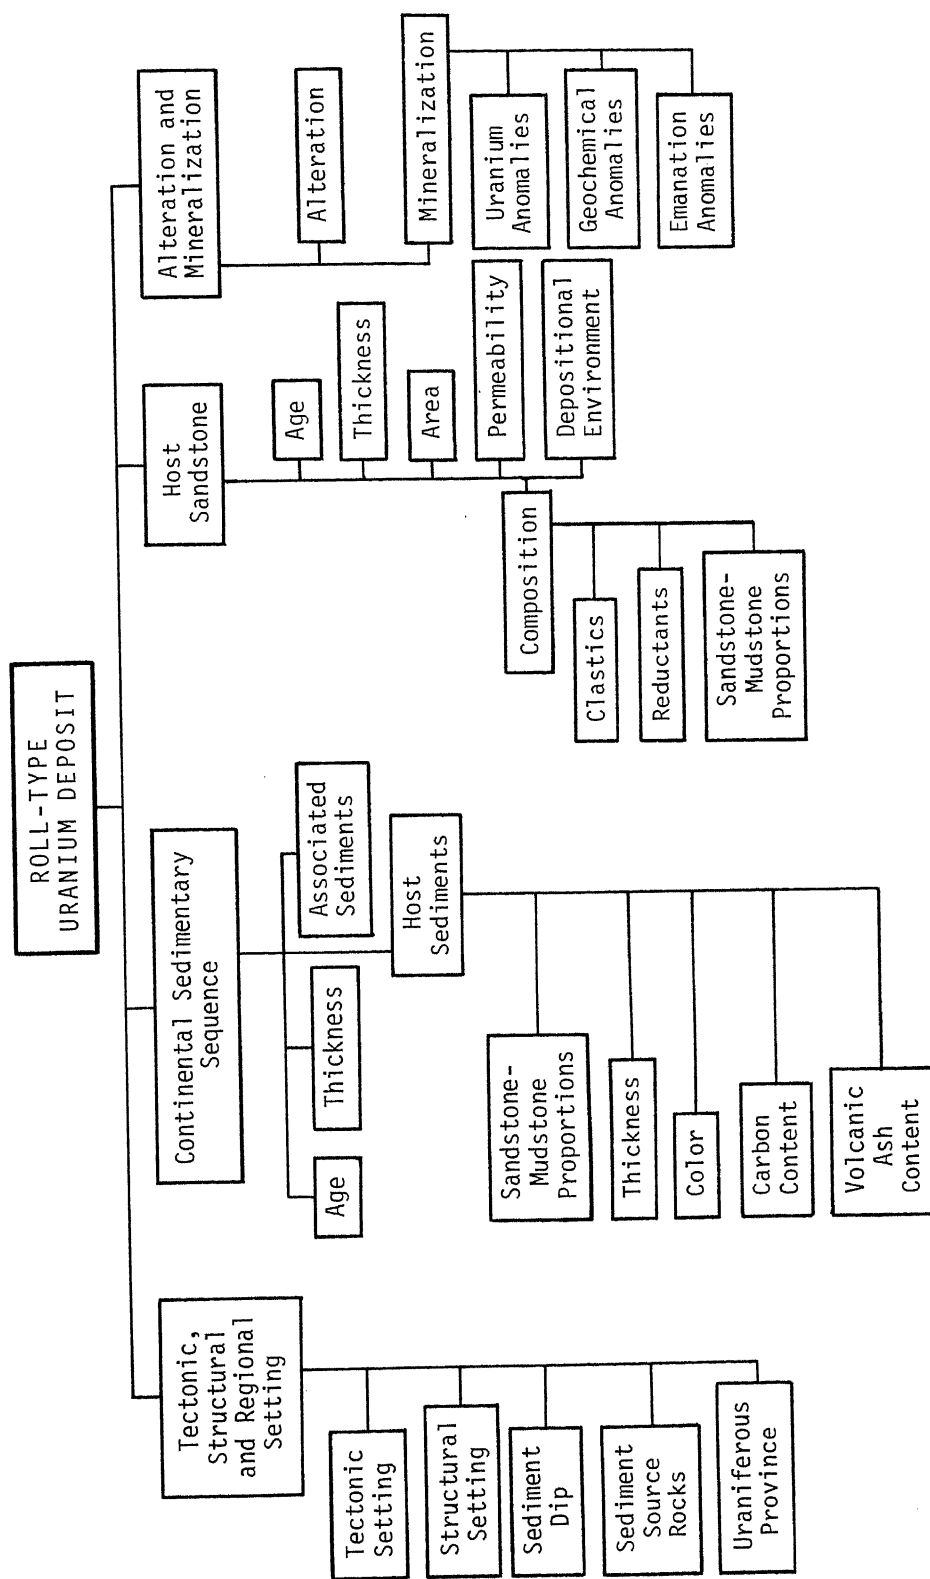 ROLL-TYPE
URANIUM DEPOSIT
Tectonic,
Structural
and Regional
Setting
Tectonic
Setting
Structural
Setting
Sediment
Dip
Sediment
Source
Rocks
Uraniferous
Province
Continental Sedimentary
Sequence
Age
Thickness
Associated
Sediments
Host
Sediments
Sandstone-
Mudstone
Proportions
Thickness
Color
Carbon
Content
Volcanic
Ash
Content
Host
Sandstone
Age
Thickness
Area
Permeability
Depositional
Environment
Composition
Clastics
Reductants
Sandstone-
Mudstone
Proportions
Alteration and
Mineralization
Alteration
Mineralization
Uranium
Anomalies
Geochemical
Anomalies
Emanation
Anomalies